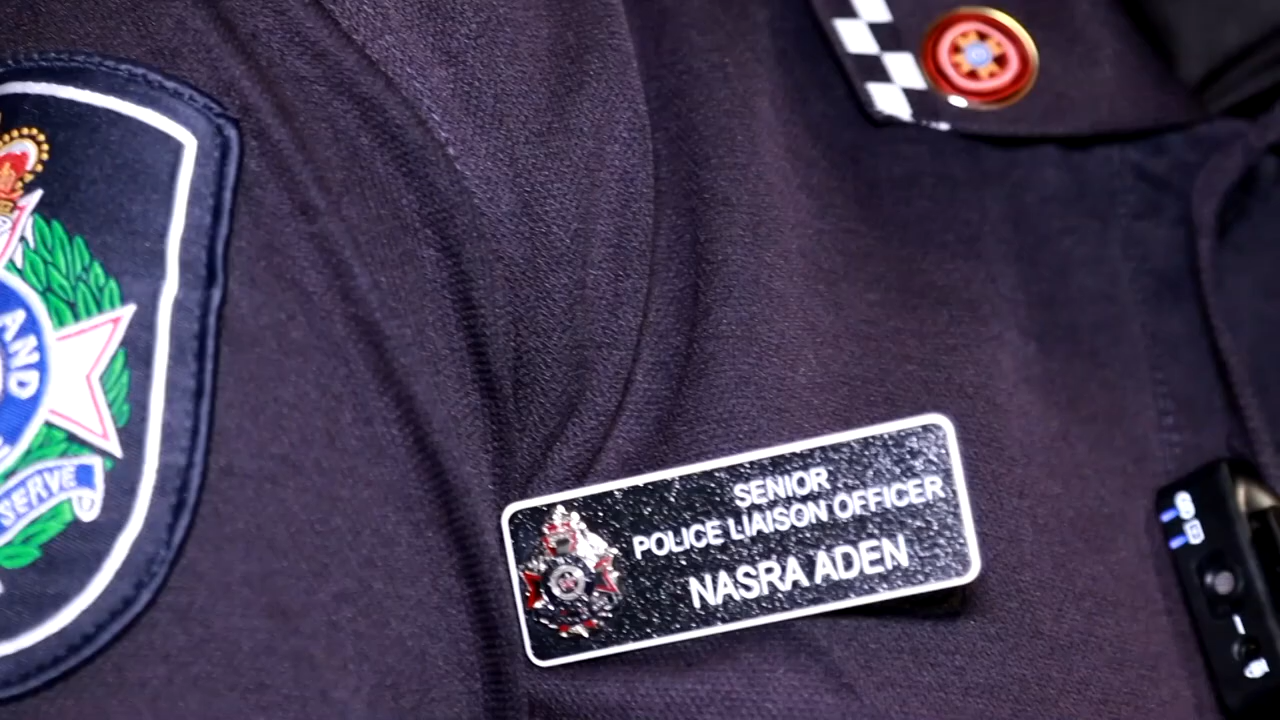 AND
SERVE
SENIOR
POLICE LIAISON OFFICER
NASRA ADEN